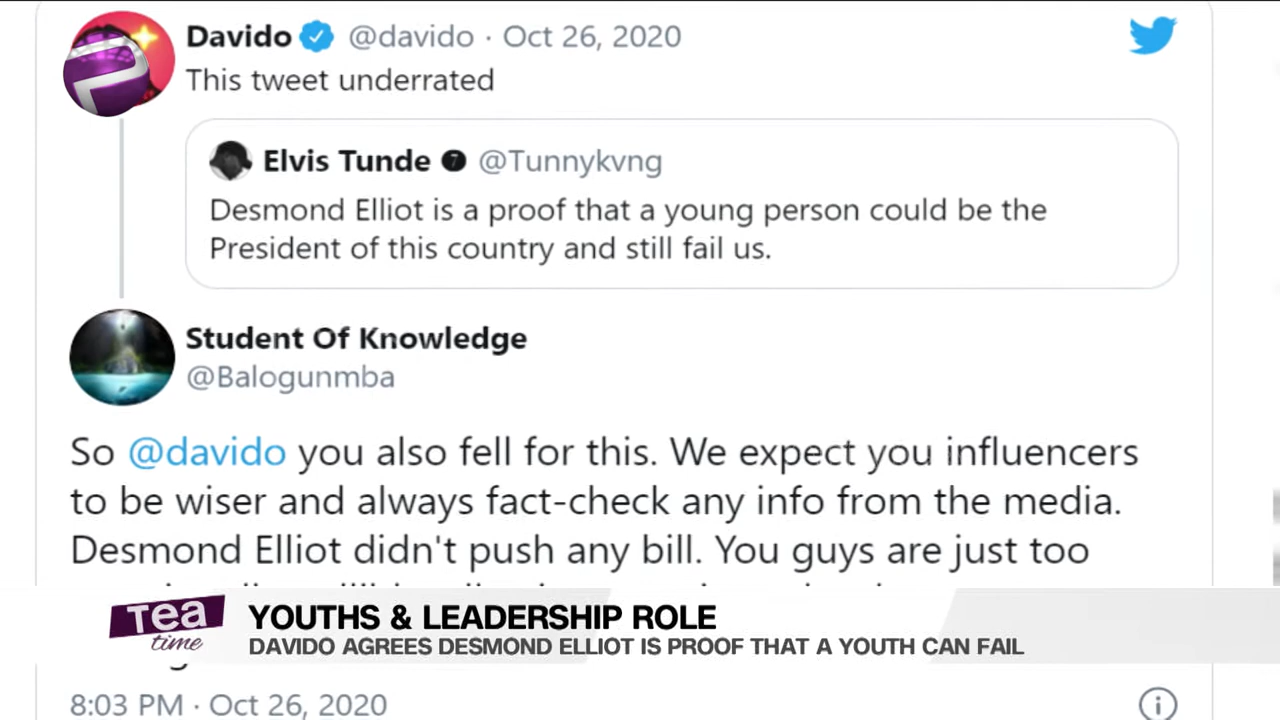 Davido @davido · Oct 26, 2020
This tweet underrated
Elvis Tunde 7 @Tunnykvng
Desmond Elliot is a proof that a young person could be the
President of this country and still fail us.
Student Of Knowledge
@Balogunmba
So @davido you also fell for this. We expect you influencers
to be wiser and always fact-check any info from the media.
Desmond Elliot didn't push any bill. You guys are just too
Tea time
YOUTHS & LEADERSHIP ROLE
DAVIDO AGREES DESMOND ELLIOT IS PROOF THAT A YOUTH CAN FAIL
8:03 PM · Oct 26, 2020